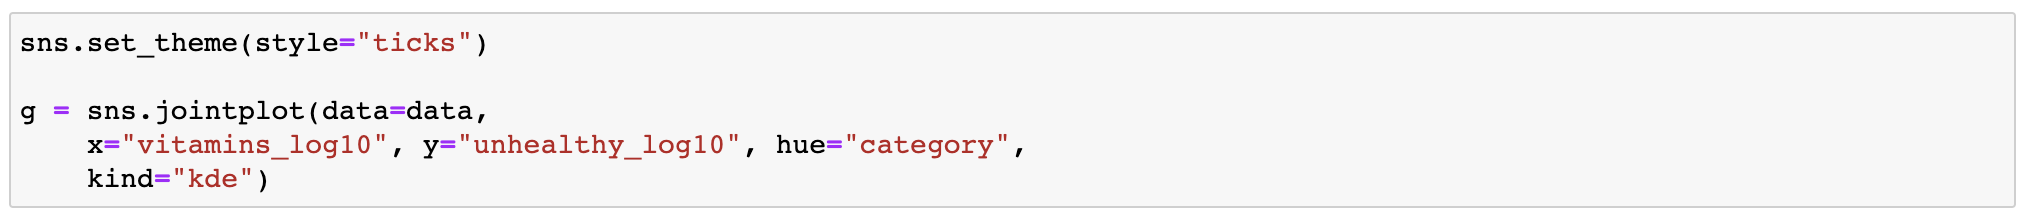 sns.set_theme(style="ticks")
g = sns.jointplot(data=data,
    x="vitamins_log10", y="unhealthy_log10", hue="category",
    kind="kde")